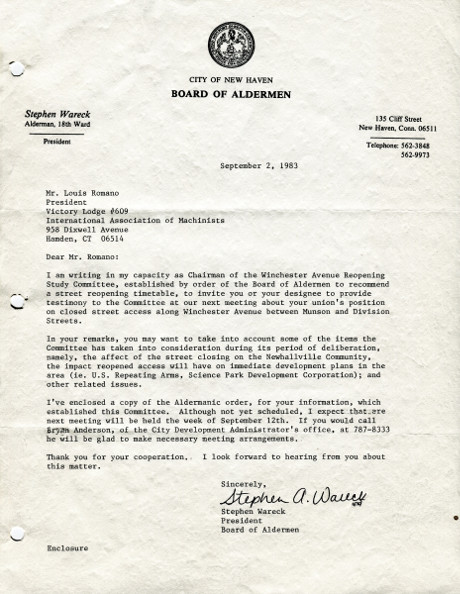 CITY OF NEW HAVEN
BOARD OF ALDERMEN
Stephen Wareck
Alderman, 18th Ward
President
135 Cliff Street
New Haven, Conn. 06511
Telephone: 562-3848
562-9973
September 2, 1983
Mr. Louis Romano
President
Victory Lodge #609
International Association of Machinists
958 Dixwell Avenue
Hamden, CT 06514
Dear Mr. Romano:
I am writing in my capacity as Chairman of the Winchester Avenue Reopening
Study Committee, established by order of the Board of Aldermen to recommend
a street reopening timetable, to invite you or your designee to provide
testimony to the Committee at our next meeting about your union's position
on closed street access along Winchester Avenue between Munson and Division
Streets.
In your remarks, you may want to take into account some of the items the
Committee has taken into consideration during its period of deliberation,
namely, the affect of the street closing on the Newhallville Community,
the impact reopened access will have on immediate development plans in the
area (ie. U.S. Repeating Arms, Science Park Development Corporation); and
other related issues.
I've enclosed a copy of the Aldermanic order, for your information, which
established this Committee. Although not yet scheduled, I expect that our
next meeting will be held the week of September 12th. If you would call
Bryan Anderson, of the City Development Administrator's office, at 787-8333
he will be glad to make necessary meeting arrangements.
Thank you for your cooperation. I look forward to hearing from you about
this matter.
Sincerely,
Stephen A. Wareck
Stephen Wareck
President
Board of Aldermen
Enclosure